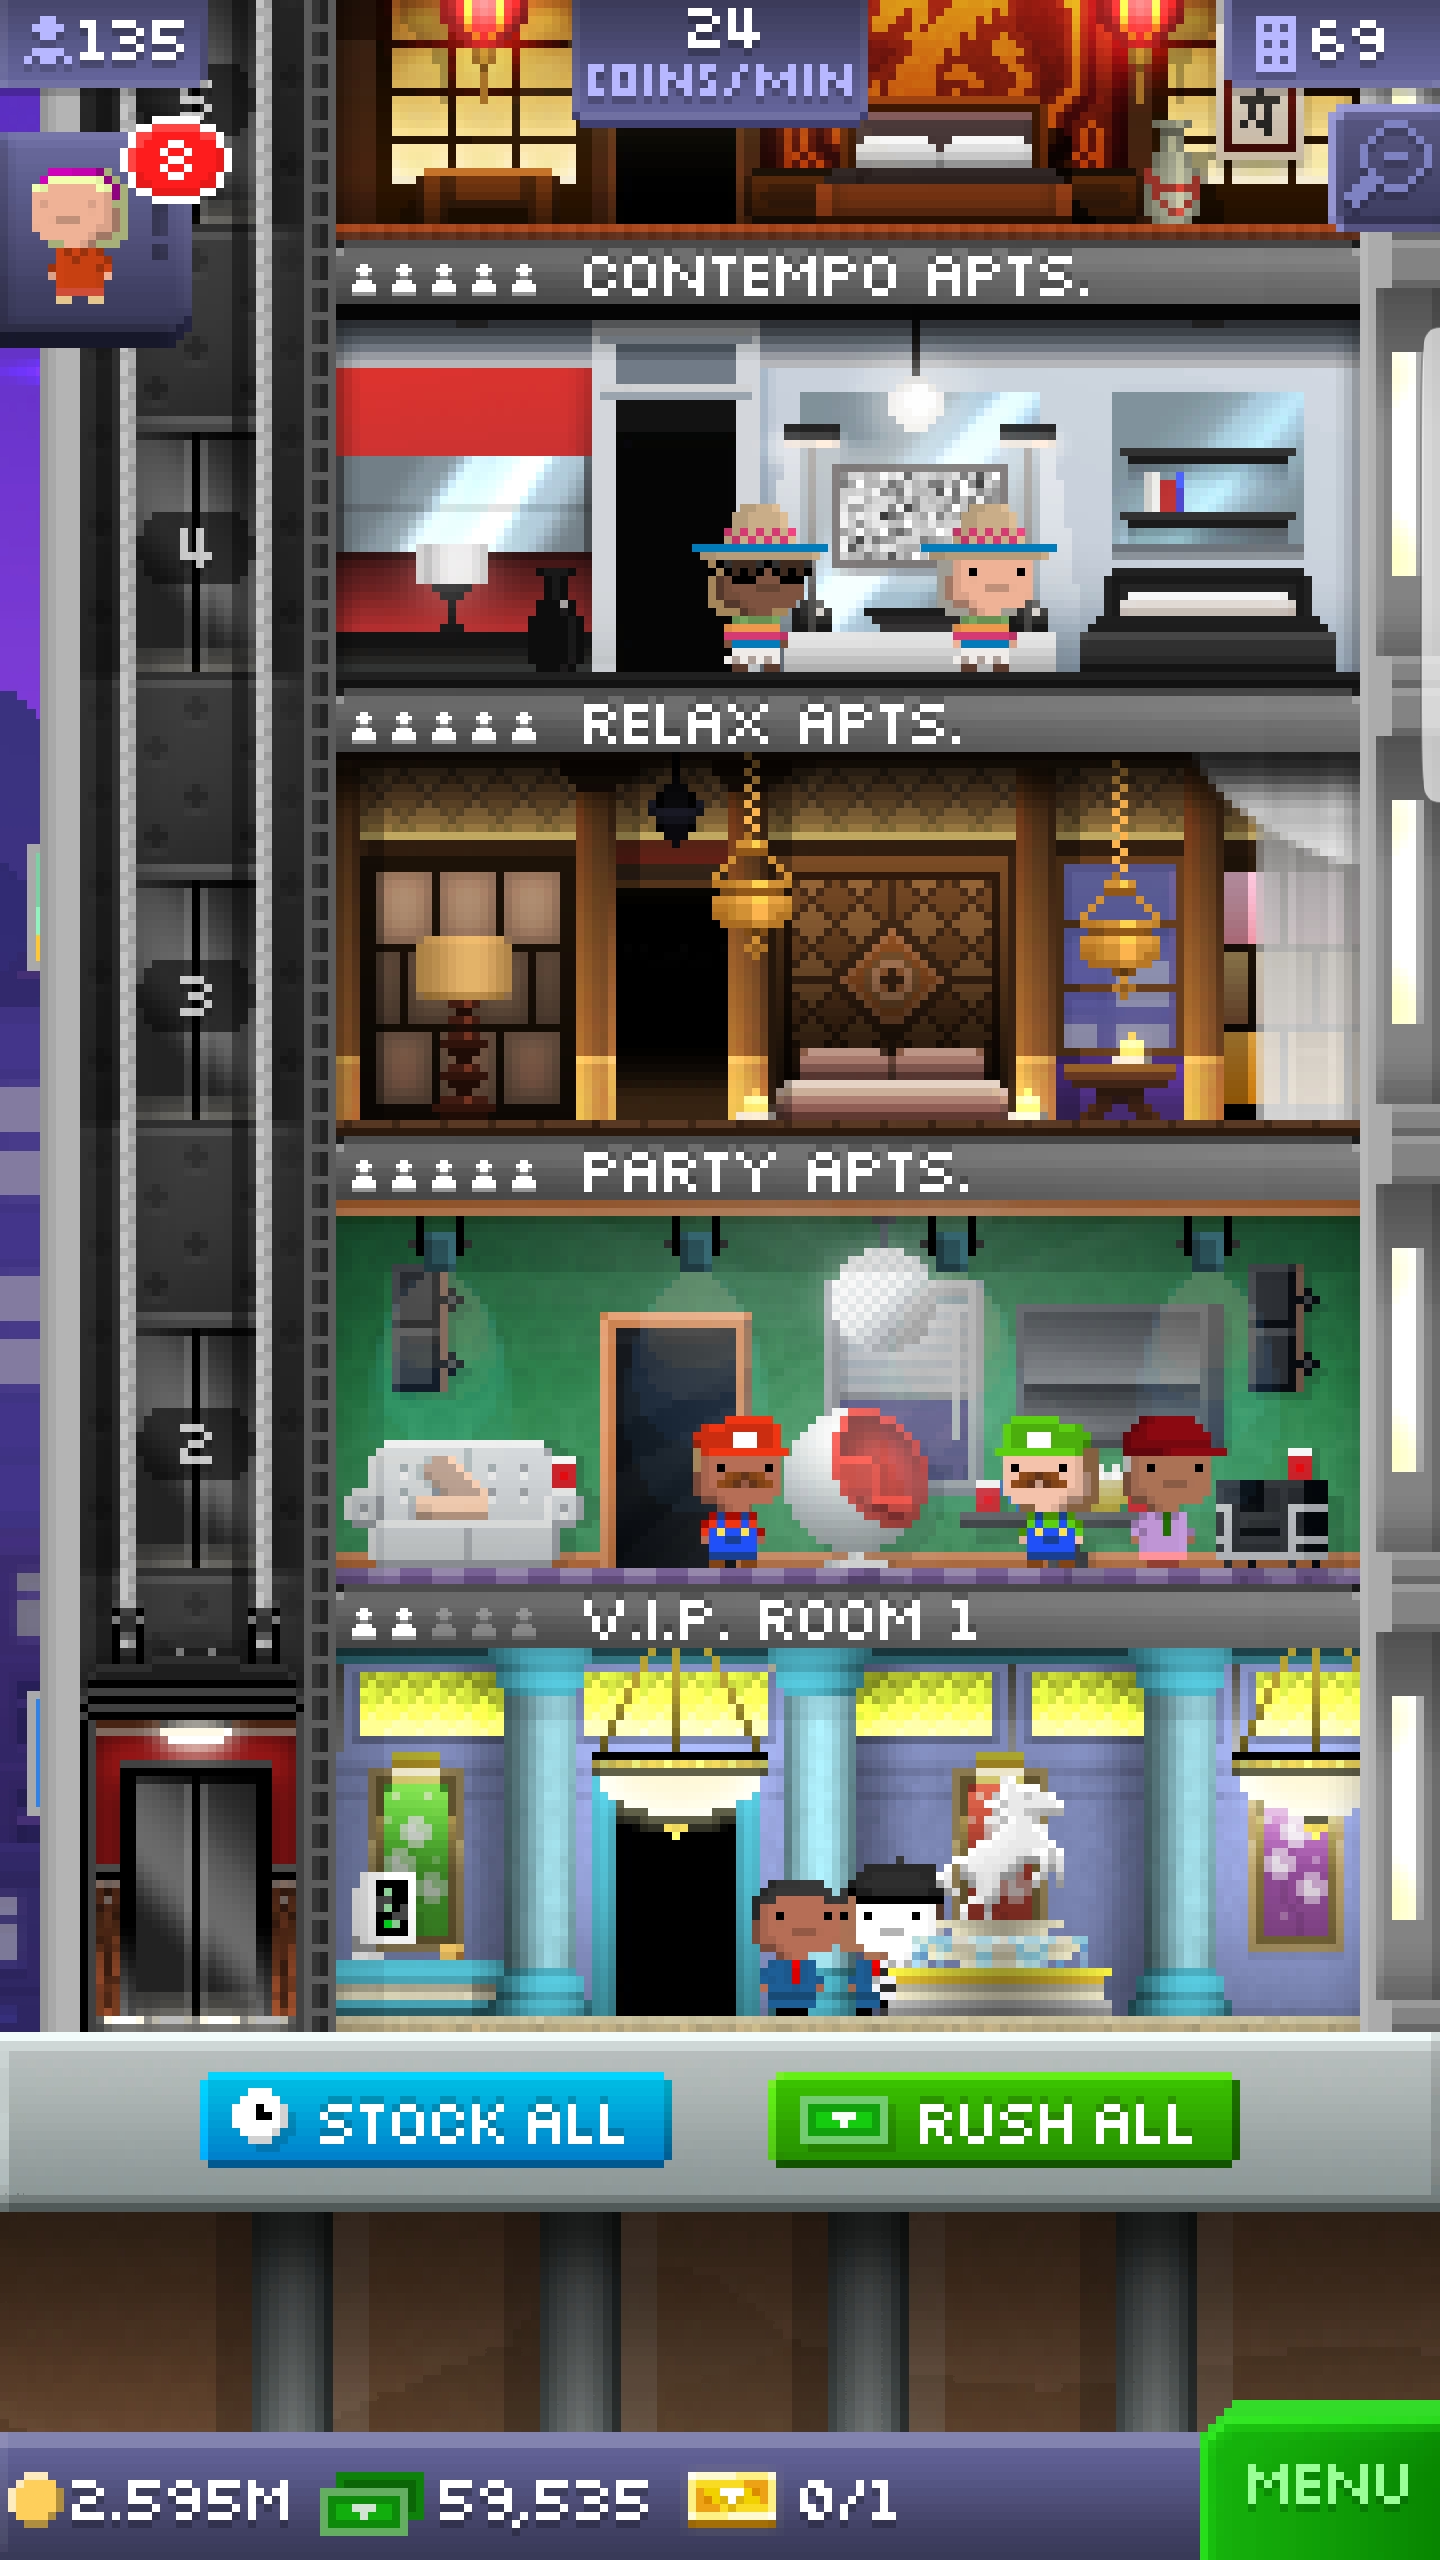 135
24
COINS/MIN
69
5
8
CONTEMPO APTS.
4
RELAX APTS.
3
PARTY APTS.
2
V.I.P. ROOM 1
STOCK ALL
RUSH ALL
2.595M
59,535
0/1
MENU